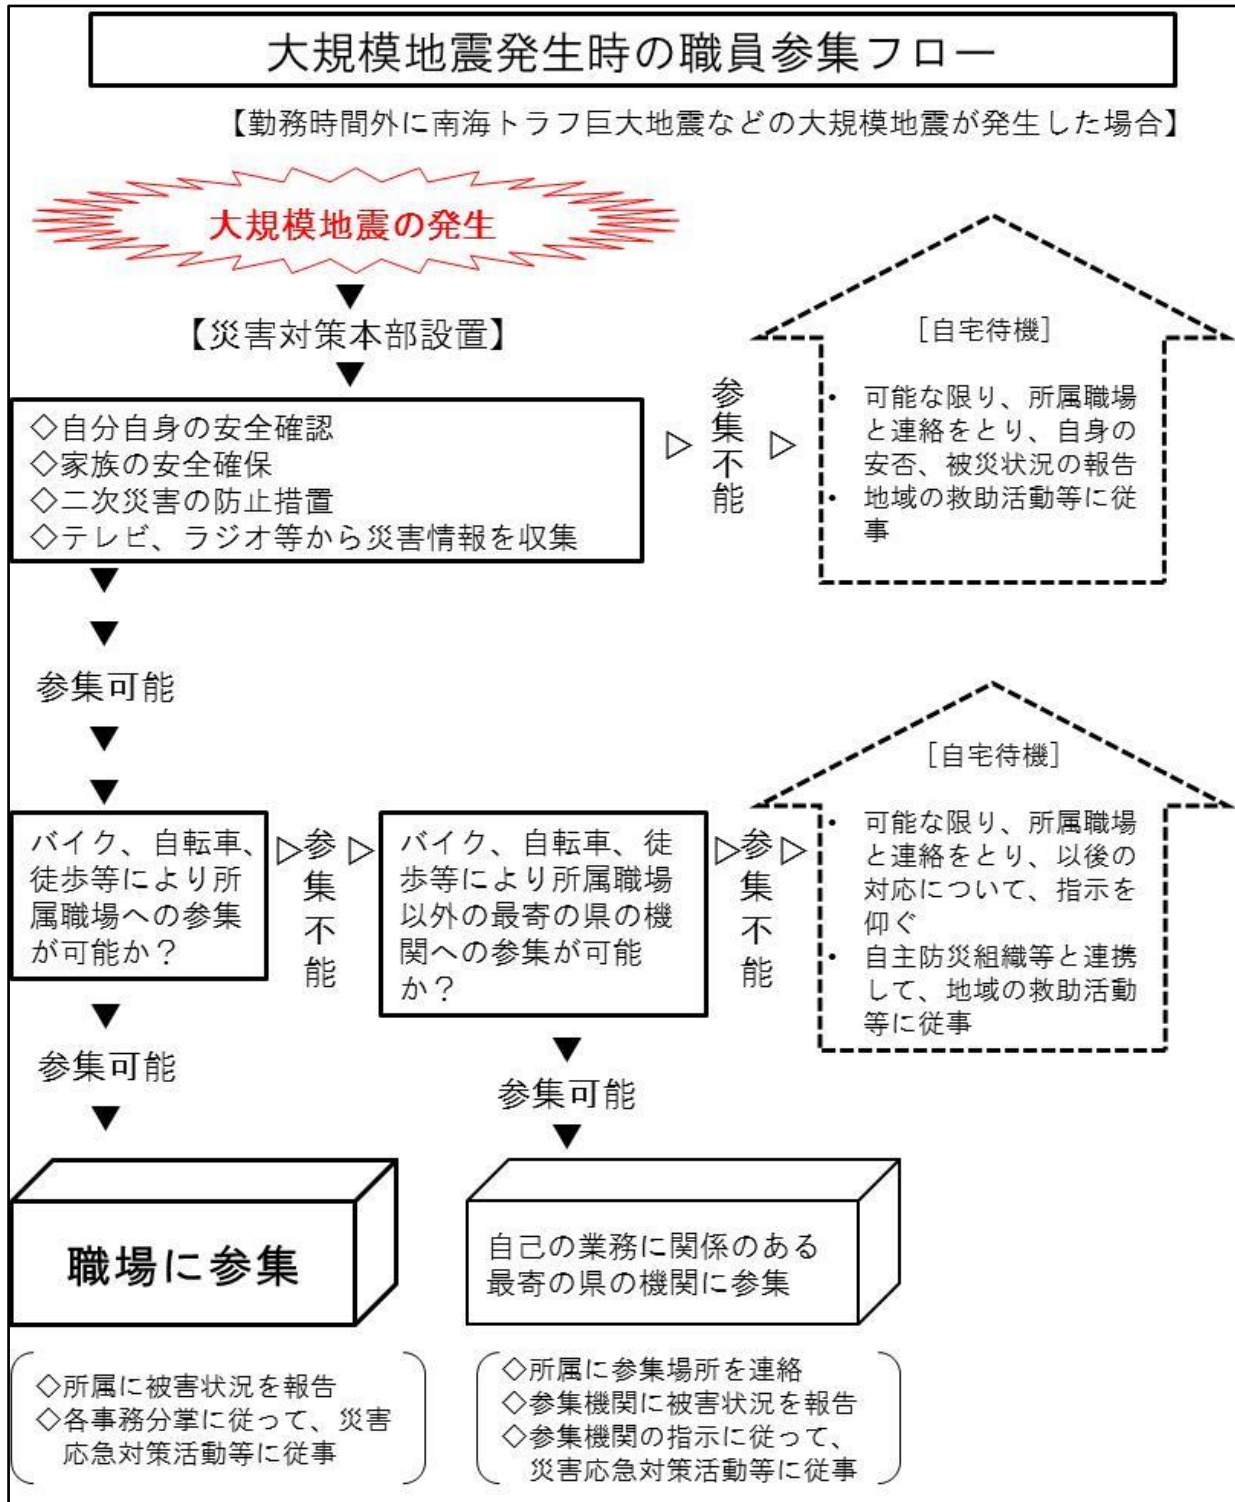 大規模地震発生時の職員参集フロー
【勤務時間外に南海トラフ巨大地震などの大規模地震が発生した場合】
大規模地震の発生
【災害対策本部設置】
◇自分自身の安全確認
◇家族の安全確保
◇二次災害の防止措置
◇テレビ、ラジオ等から災害情報を収集
参集不能
［自宅待機］
• 可能な限り、所属職場
と連絡をとり、自身の
安否、被災状況の報告
• 地域の救助活動等に従
事
参集可能
バイク、自転車、
徒歩等により所
属職場への参集
が可能か？
参集不能
バイク、自転車、徒
歩等により所属職場
以外の最寄の県の機
関への参集が可能
か？
参集不能
［自宅待機］
• 可能な限り、所属職場
と連絡をとり、以後の
対応について、指示を
仰ぐ
• 自主防災組織等と連携
して、地域の救助活動
等に従事
参集可能
参集可能
職場に参集
自己の業務に関係のある
最寄の県の機関に参集
◇所属に被害状況を報告
◇各事務分掌に従って、災害
応急対策活動等に従事
◇所属に参集場所を連絡
◇参集機関に被害状況を報告
◇参集機関の指示に従って、
災害応急対策活動等に従事